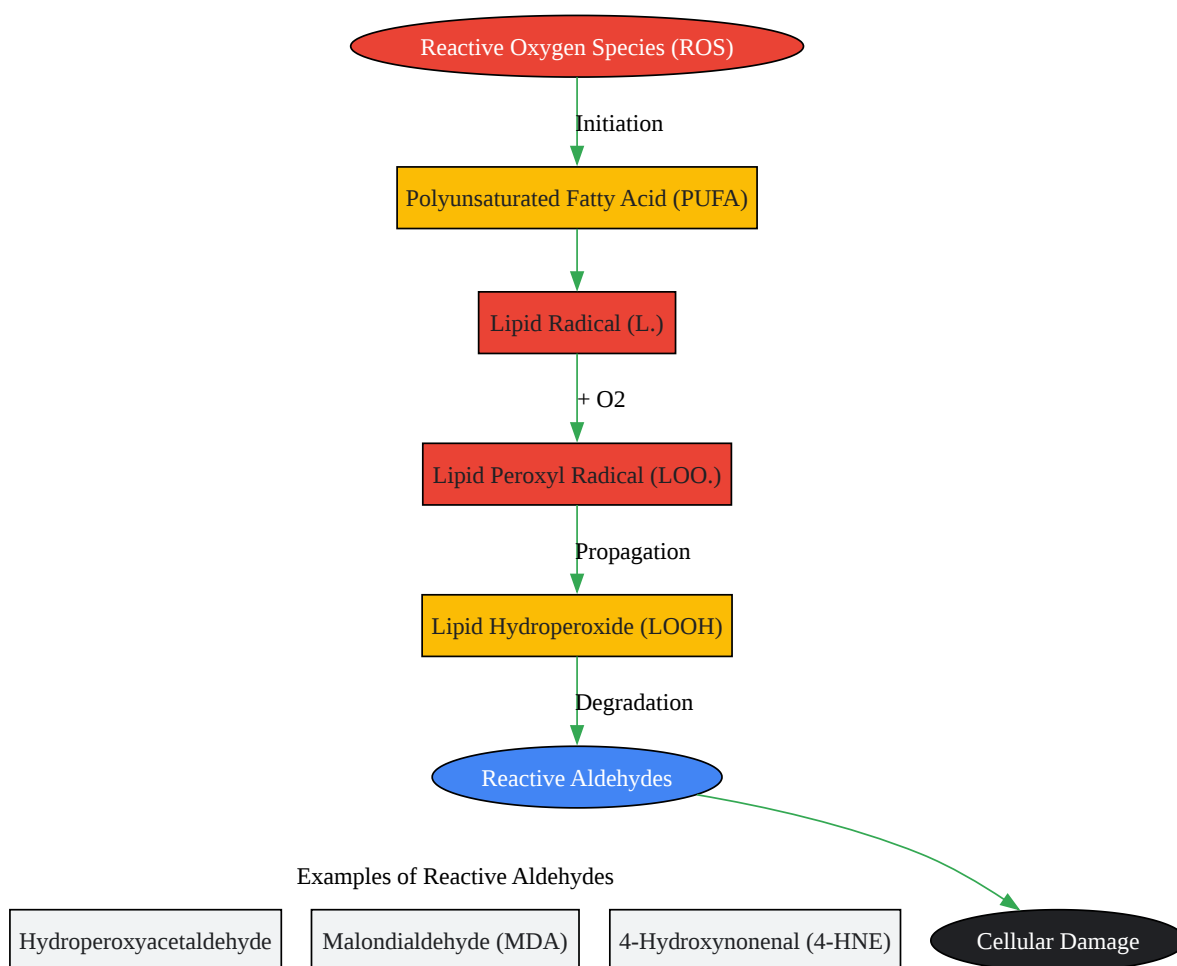 Reactive Oxygen Species (ROS)
Initiation
Polyunsaturated Fatty Acid (PUFA)
Lipid Radical (L.)
+ O2
Lipid Peroxyl Radical (LOO.)
Propagation
Lipid Hydroperoxide (LOOH)
Degradation
Reactive Aldehydes
Examples of Reactive Aldehydes
Hydroperoxyacetaldehyde
Malondialdehyde (MDA)
4-Hydroxynonenal (4-HNE)
Cellular Damage